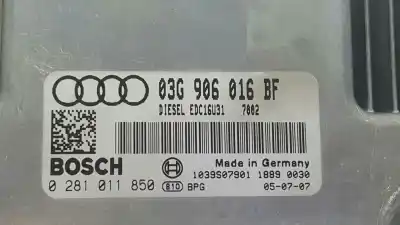 03G 906 016 BF
DIESEL EDC16U31 7002
BOSCH
Made in Germany
1039S07901 1889 0030
0 281 011 850 810 BPG 05-07-07